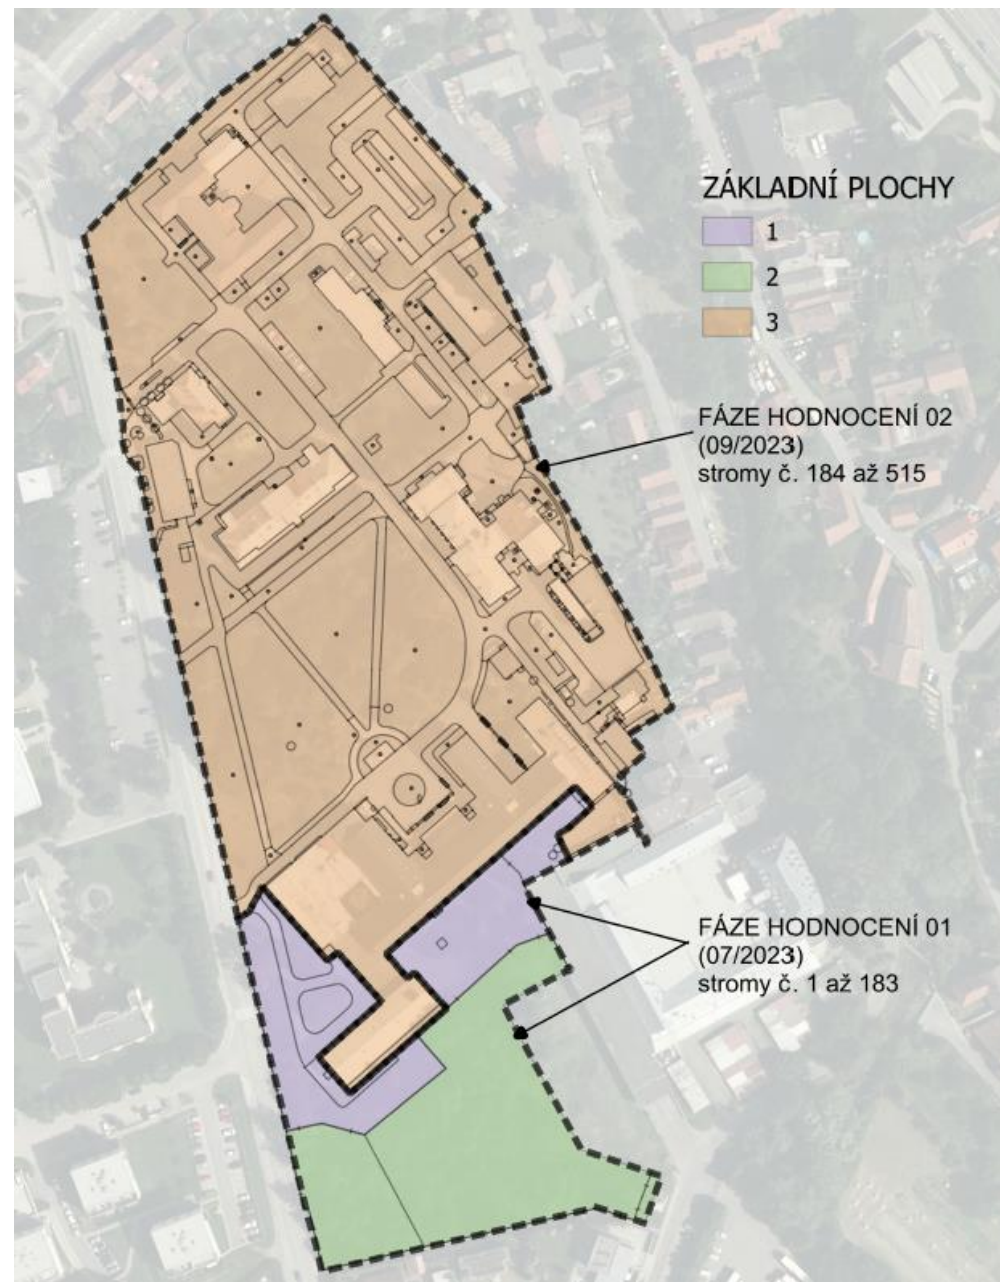 ZÁKLADNÍ PLOCHY
1
2
3
FÁZE HODNOCENÍ 02
(09/2023)
stromy č. 184 až 515
FÁZE HODNOCENÍ 01
(07/2023)
stromy č. 1 až 183